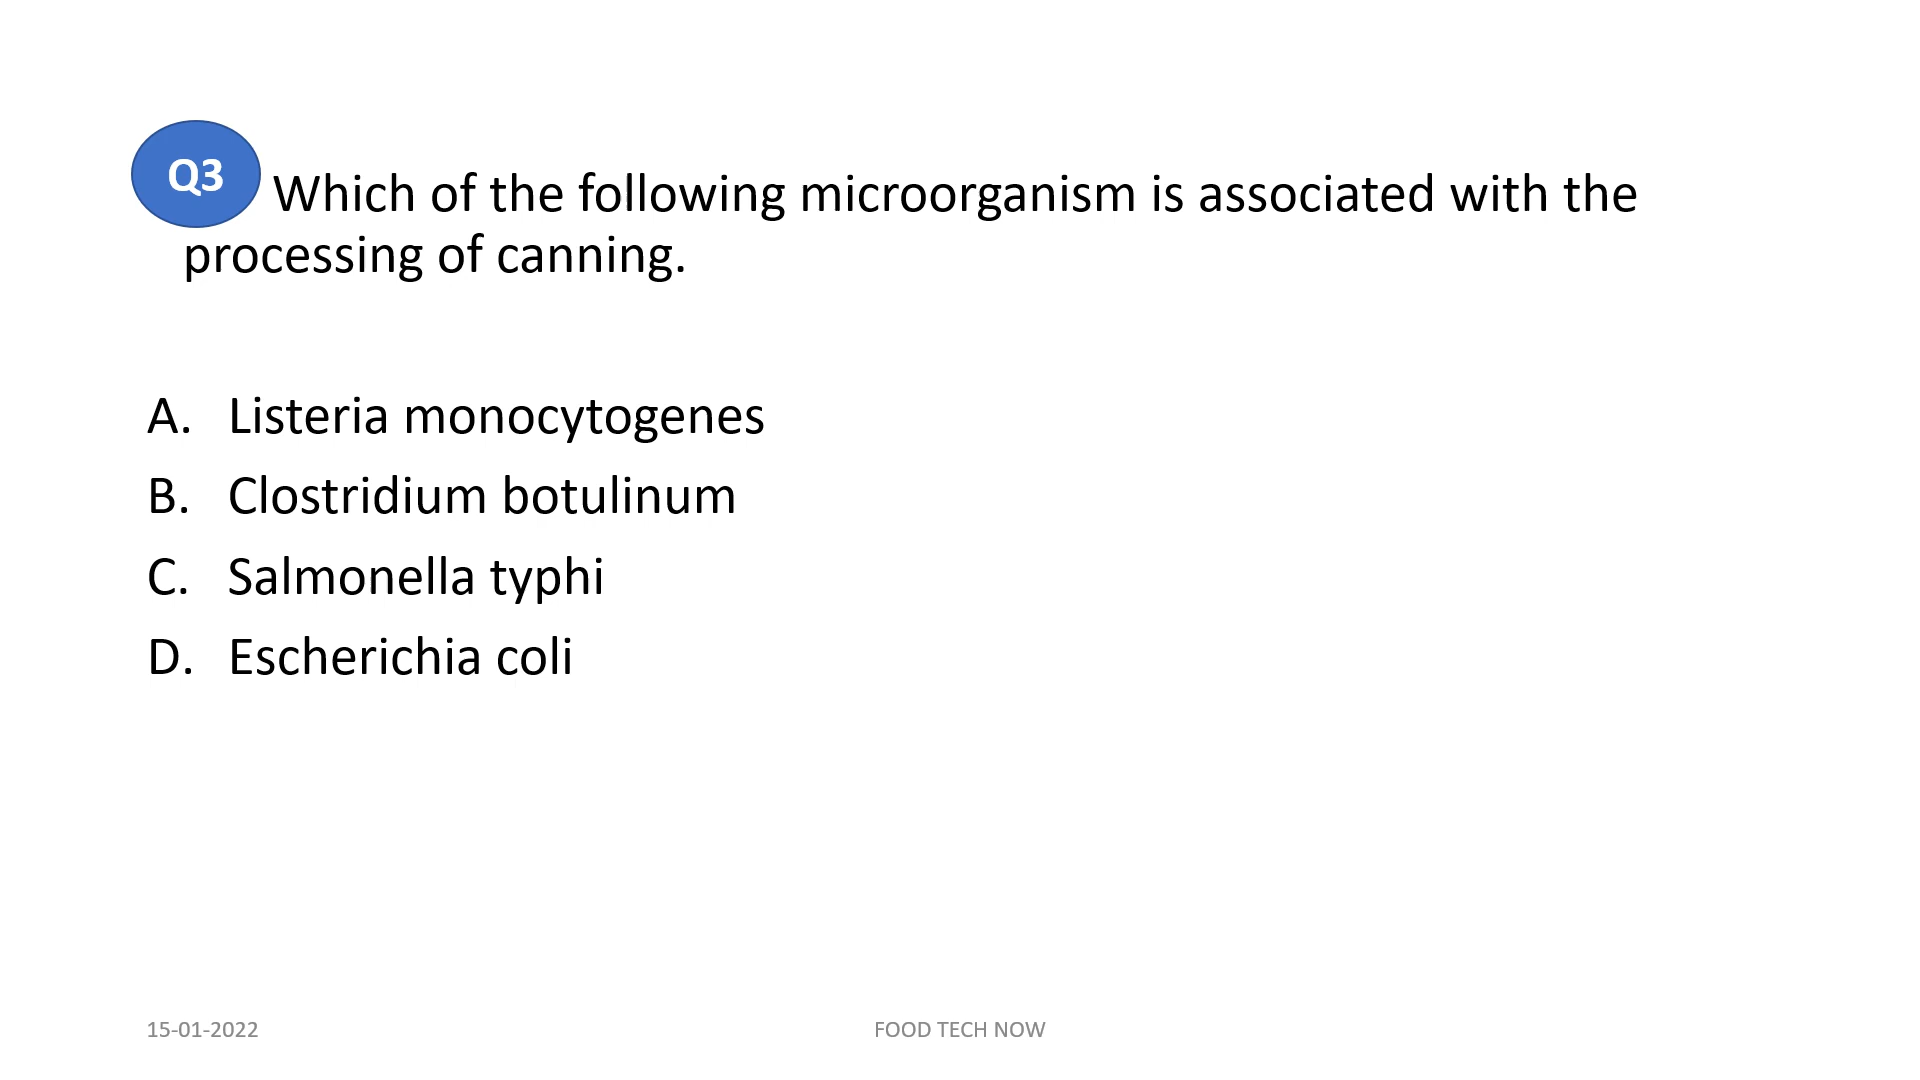 Q3
Which of the following microorganism is associated with the
processing of canning.
A. Listeria monocytogenes
B. Clostridium botulinum
C. Salmonella typhi
D. Escherichia coli
15-01-2022
FOOD TECH NOW